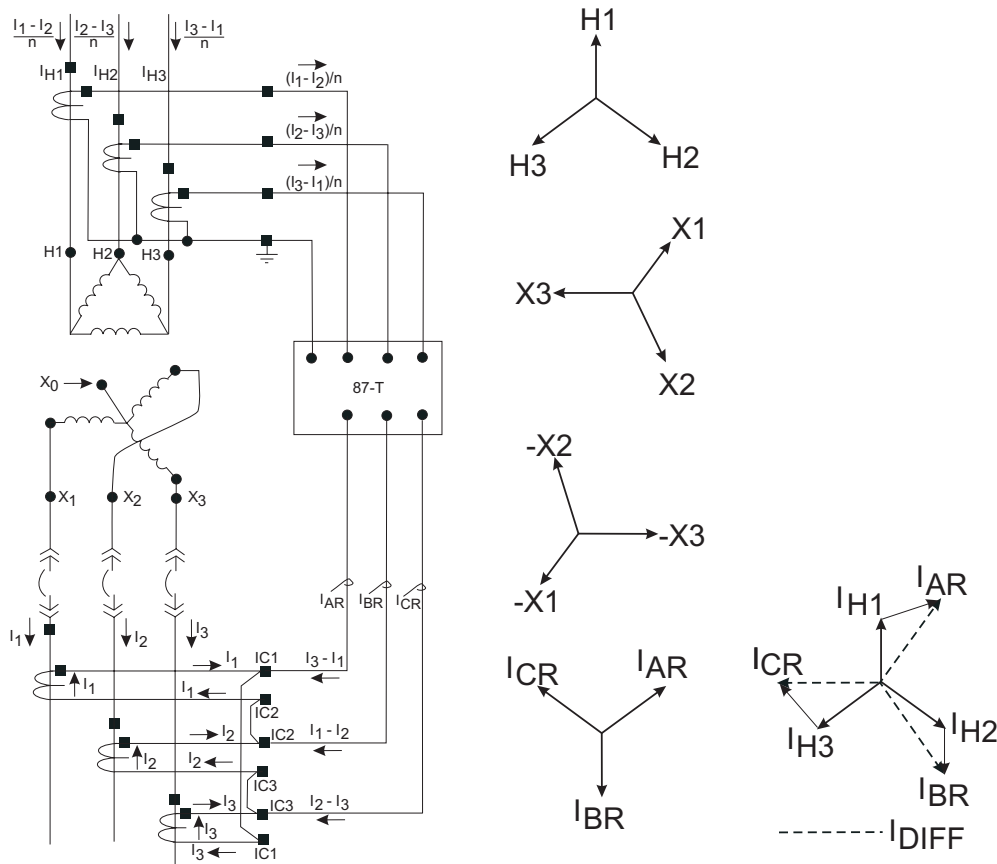 I1 - I2
n
I2 - I3
n
I3 - I1
n
IH1
IH2
IH3
(I1 - I2)/n
(I2 - I3)/n
(I3 - I1)/n
H1
H2
H3
X0
87-T
X1
X2
X3
IAR
IBR
ICR
I1
I2
I3
I1
IC1
I3 - I1
I1
I1
IC2
I2
IC2
I1 - I2
I2
I2
IC3
I3
IC3
I2 - I3
I3
I3
IC1
H1
H3
H2
X1
X3
X2
-X2
-X3
-X1
ICR
IAR
IBR
IAR
IH1
ICR
IH3
IH2
IBR
IDIFF